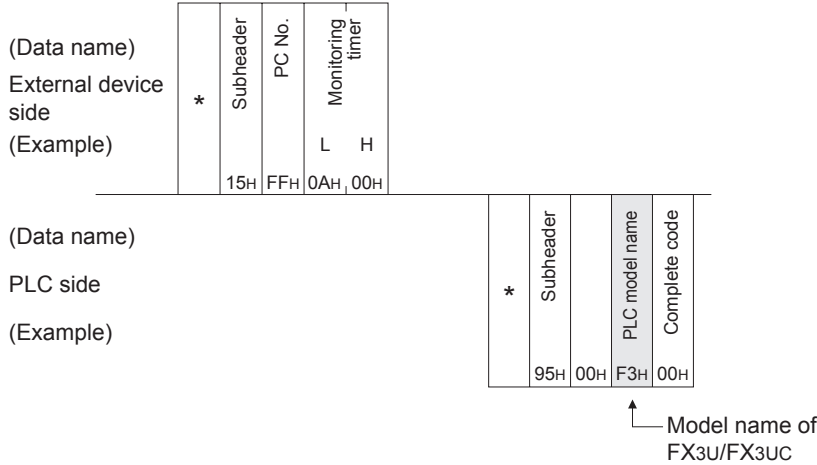 (Data name)
External device
side
(Example)
*
Subheader
PC No.
Monitoring
timer
L H
15H FFH 0AH 00H
(Data name)
PLC side
(Example)
*
Subheader
PLC model name
Complete code
95H 00H F3H 00H
Model name of
FX3U/FX3UC